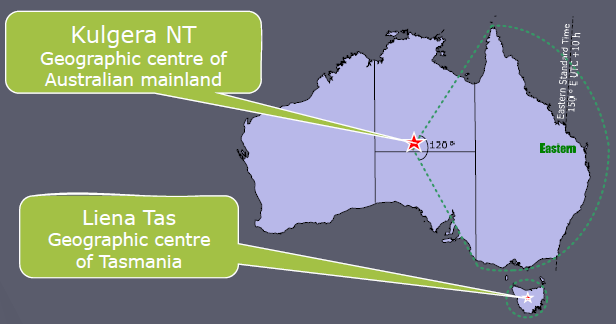 Kulgera NT
Geographic centre of
Australian mainland
Eastern Standard Time
150° E UTC +10 h
120°
Eastern
Liena Tas
Geographic centre
of Tasmania